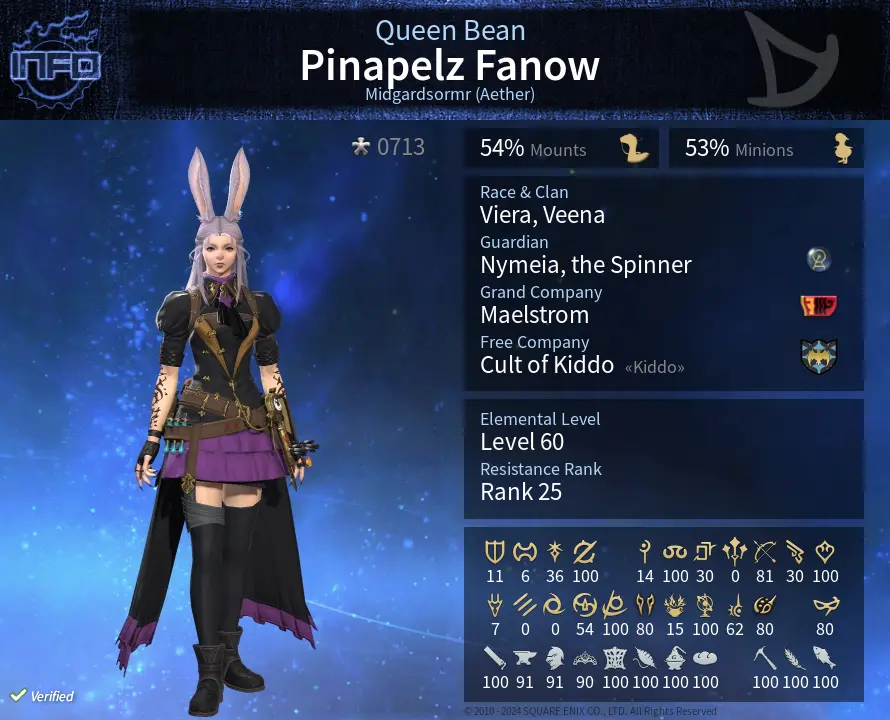 Queen Bean
Pinapelz Fanow
Midgardsormr (Aether)
INFO
0713
54% Mounts
53% Minions
Race & Clan
Viera, Veena
Guardian
Nymeia, the Spinner
Grand Company
Maelstrom
Free Company
Cult of Kiddo «Kiddo»
Elemental Level
Level 60
Resistance Rank
Rank 25
11 6 36 100 14 100 30 0 81 30 100
7 0 0 54 100 80 15 100 62 80 80
100 91 91 90 100 100 100 100 100 100 100
Verified
© 2010 - 2024 SQUARE ENIX CO., LTD. All Rights Reserved